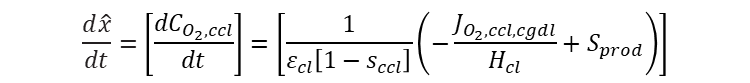 dx̂/dt = [dC_{O_2,ccl}/dt] = [1/(ε_{cl}[1 − s_{ccl}]) (−J_{O_2,ccl,cgdl}/H_{cl} + S_{prod})]